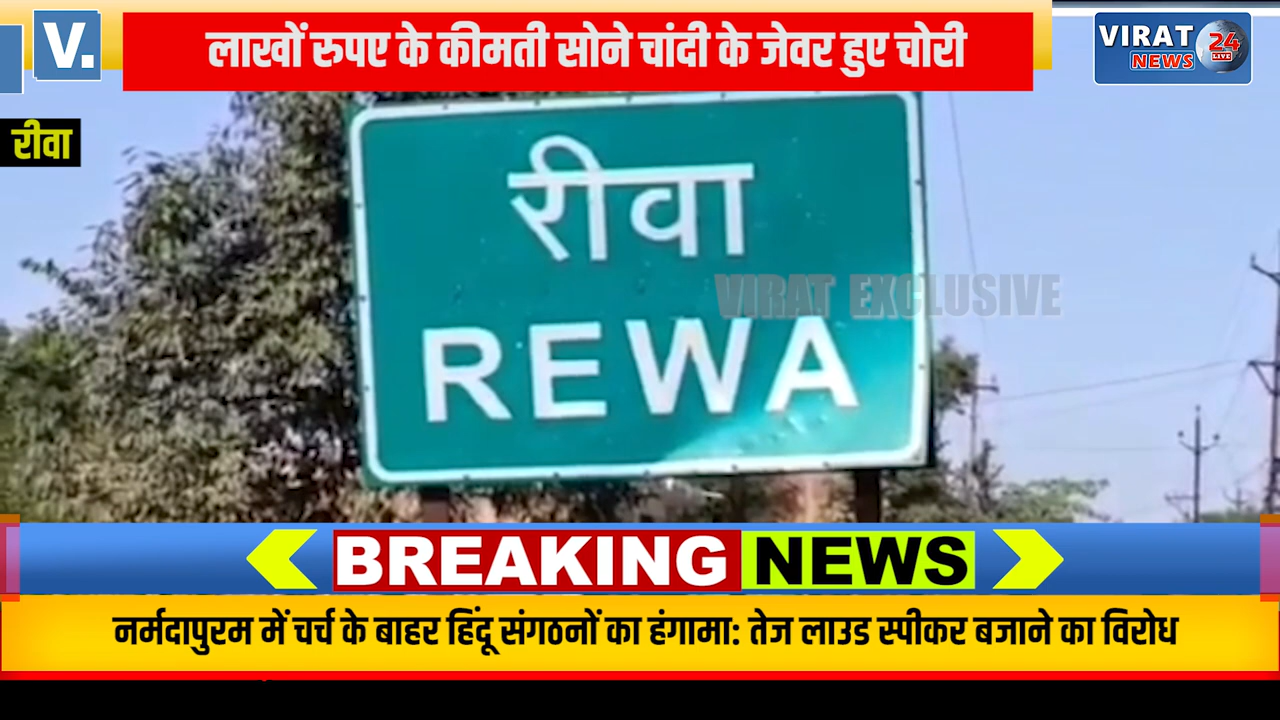 V.
लाखों रुपए के कीमती सोने चांदी के जेवर हुए चोरी
VIRAT
NEWS
24
LIVE
रीवा
रीवा
VIRAT EXCLUSIVE
REWA
BREAKING NEWS
नर्मदापुरम में चर्च के बाहर हिंदू संगठनों का हंगामा: तेज लाउड स्पीकर बजाने का विरोध